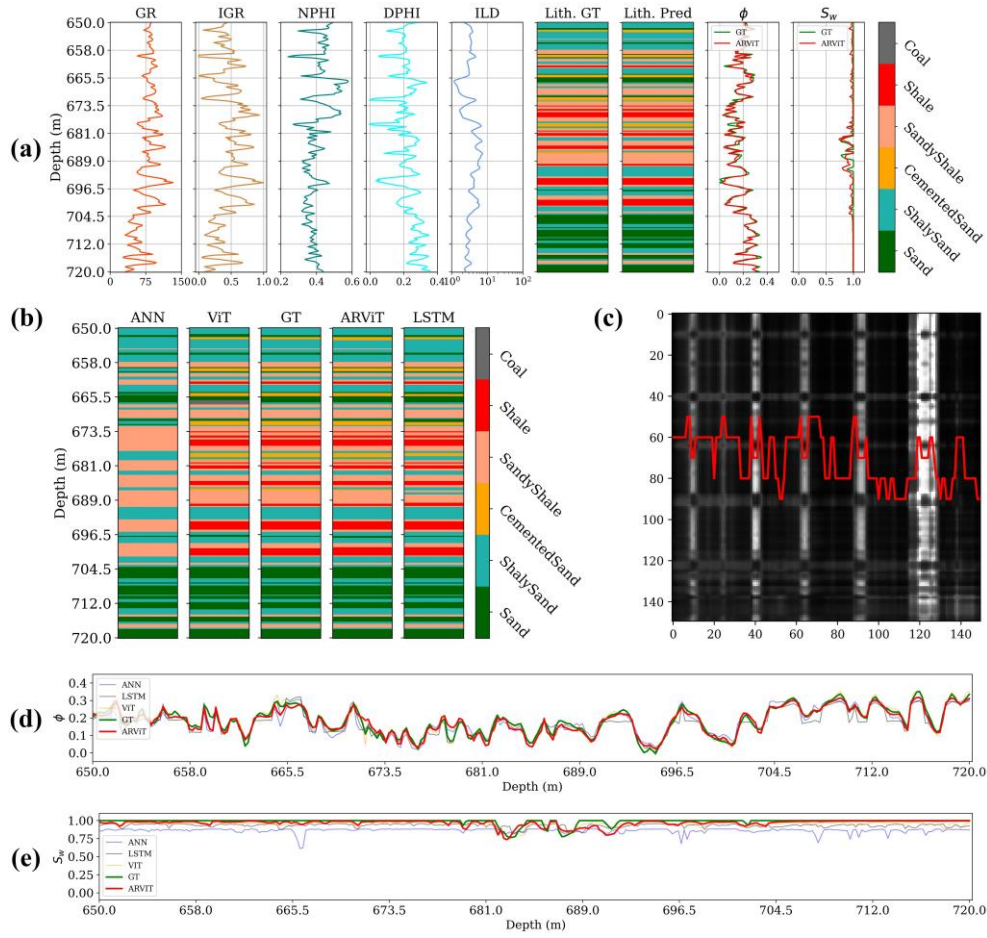 GR IGR NPHI DPHI ILD Lith. GT Lith. Pred ϕ S_w
(a)
Depth (m)
650.0
658.0
665.5
673.5
681.0
689.0
696.5
704.5
712.0
720.0
0 75 150 0.0 0.5 1.0 0.2 0.4 0.6 0.0 0.2 0.4 10^0 10^1 10^2 0.0 0.2 0.4 0 1
GT
ARViT
GT
ARViT
Coal
Shale
SandyShale
CementedSand
ShalySand
Sand
(b)
ANN ViT GT ARViT LSTM
Depth (m)
650.0
658.0
665.5
673.5
681.0
689.0
696.5
704.5
712.0
720.0
Coal
Shale
SandyShale
CementedSand
ShalySand
Sand
(c)
0
20
40
60
80
100
120
140
0 20 40 60 80 100 120 140
(d)
ϕ
0.4
0.3
0.2
0.1
0.0
ANN
LSTM
ViT
GT
ARViT
650.0 658.0 665.5 673.5 681.0 689.0 696.5 704.5 712.0 720.0
Depth (m)
(e)
S_w
1.00
0.75
0.50
0.25
0.00
ANN
LSTM
ViT
GT
ARViT
650.0 658.0 665.5 673.5 681.0 689.0 696.5 704.5 712.0 720.0
Depth (m)